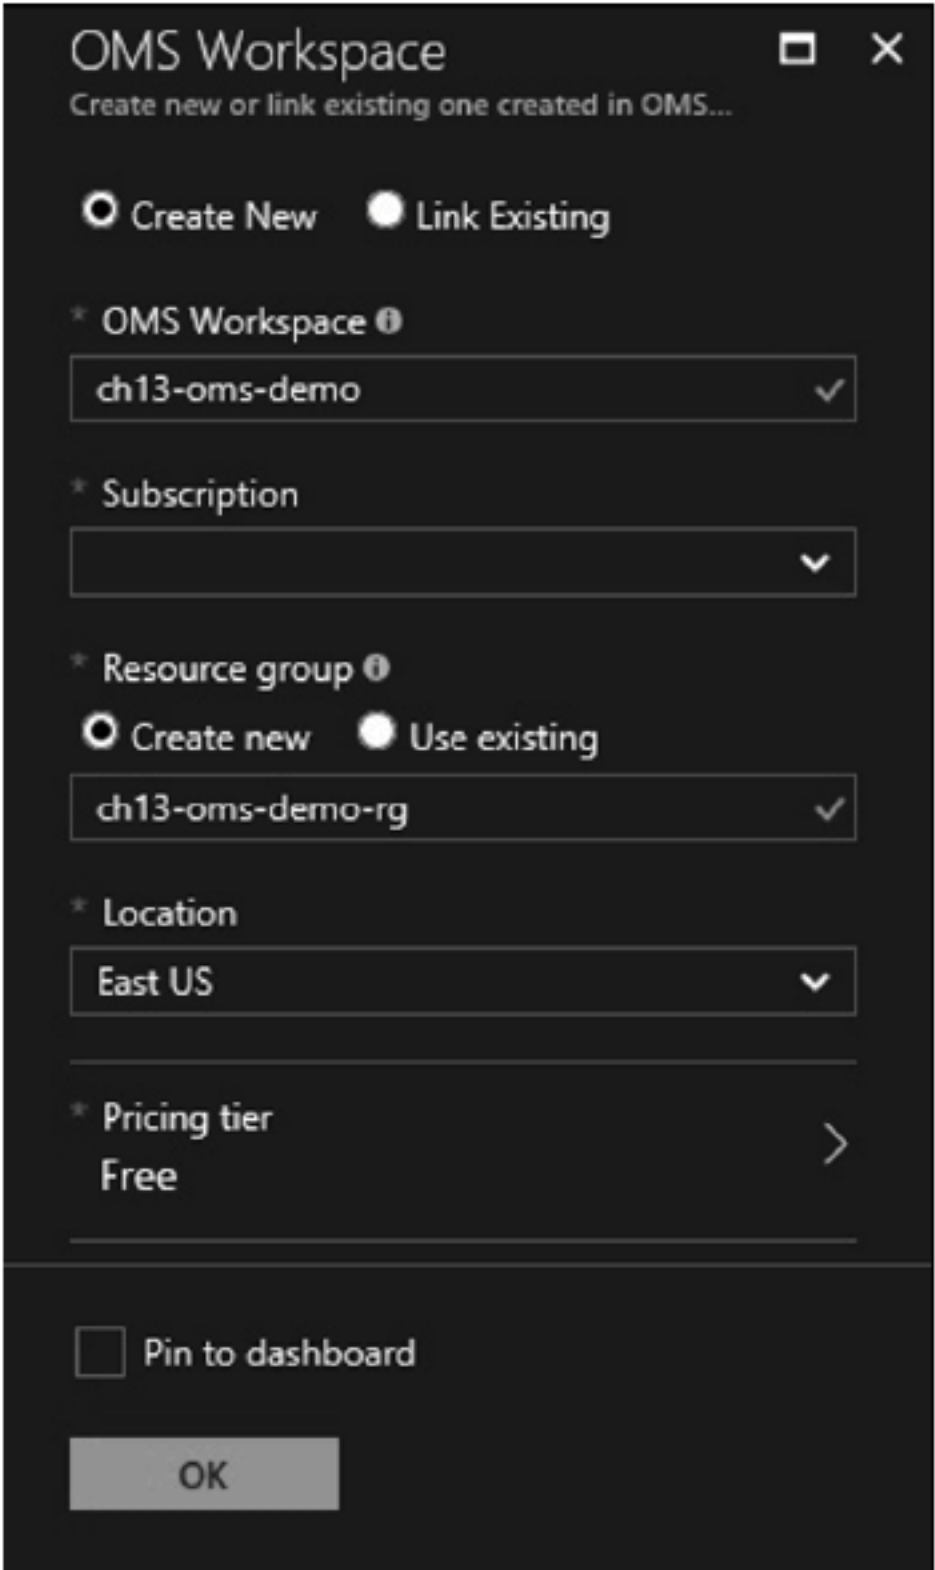 OMS Workspace
Create new or link existing one created in OMS...
Create New Link Existing
* OMS Workspace
ch13-oms-demo
* Subscription
* Resource group
Create new Use existing
ch13-oms-demo-rg
* Location
East US
* Pricing tier
Free
Pin to dashboard
OK